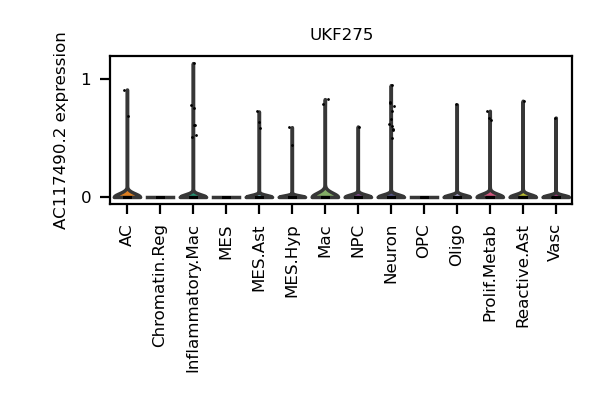 UKF275
AC117490.2 expression
1
0
AC
Chromatin.Reg
Inflammatory.Mac
MES
MES.Ast
MES.Hyp
Mac
NPC
Neuron
OPC
Oligo
Prolif.Metab
Reactive.Ast
Vasc